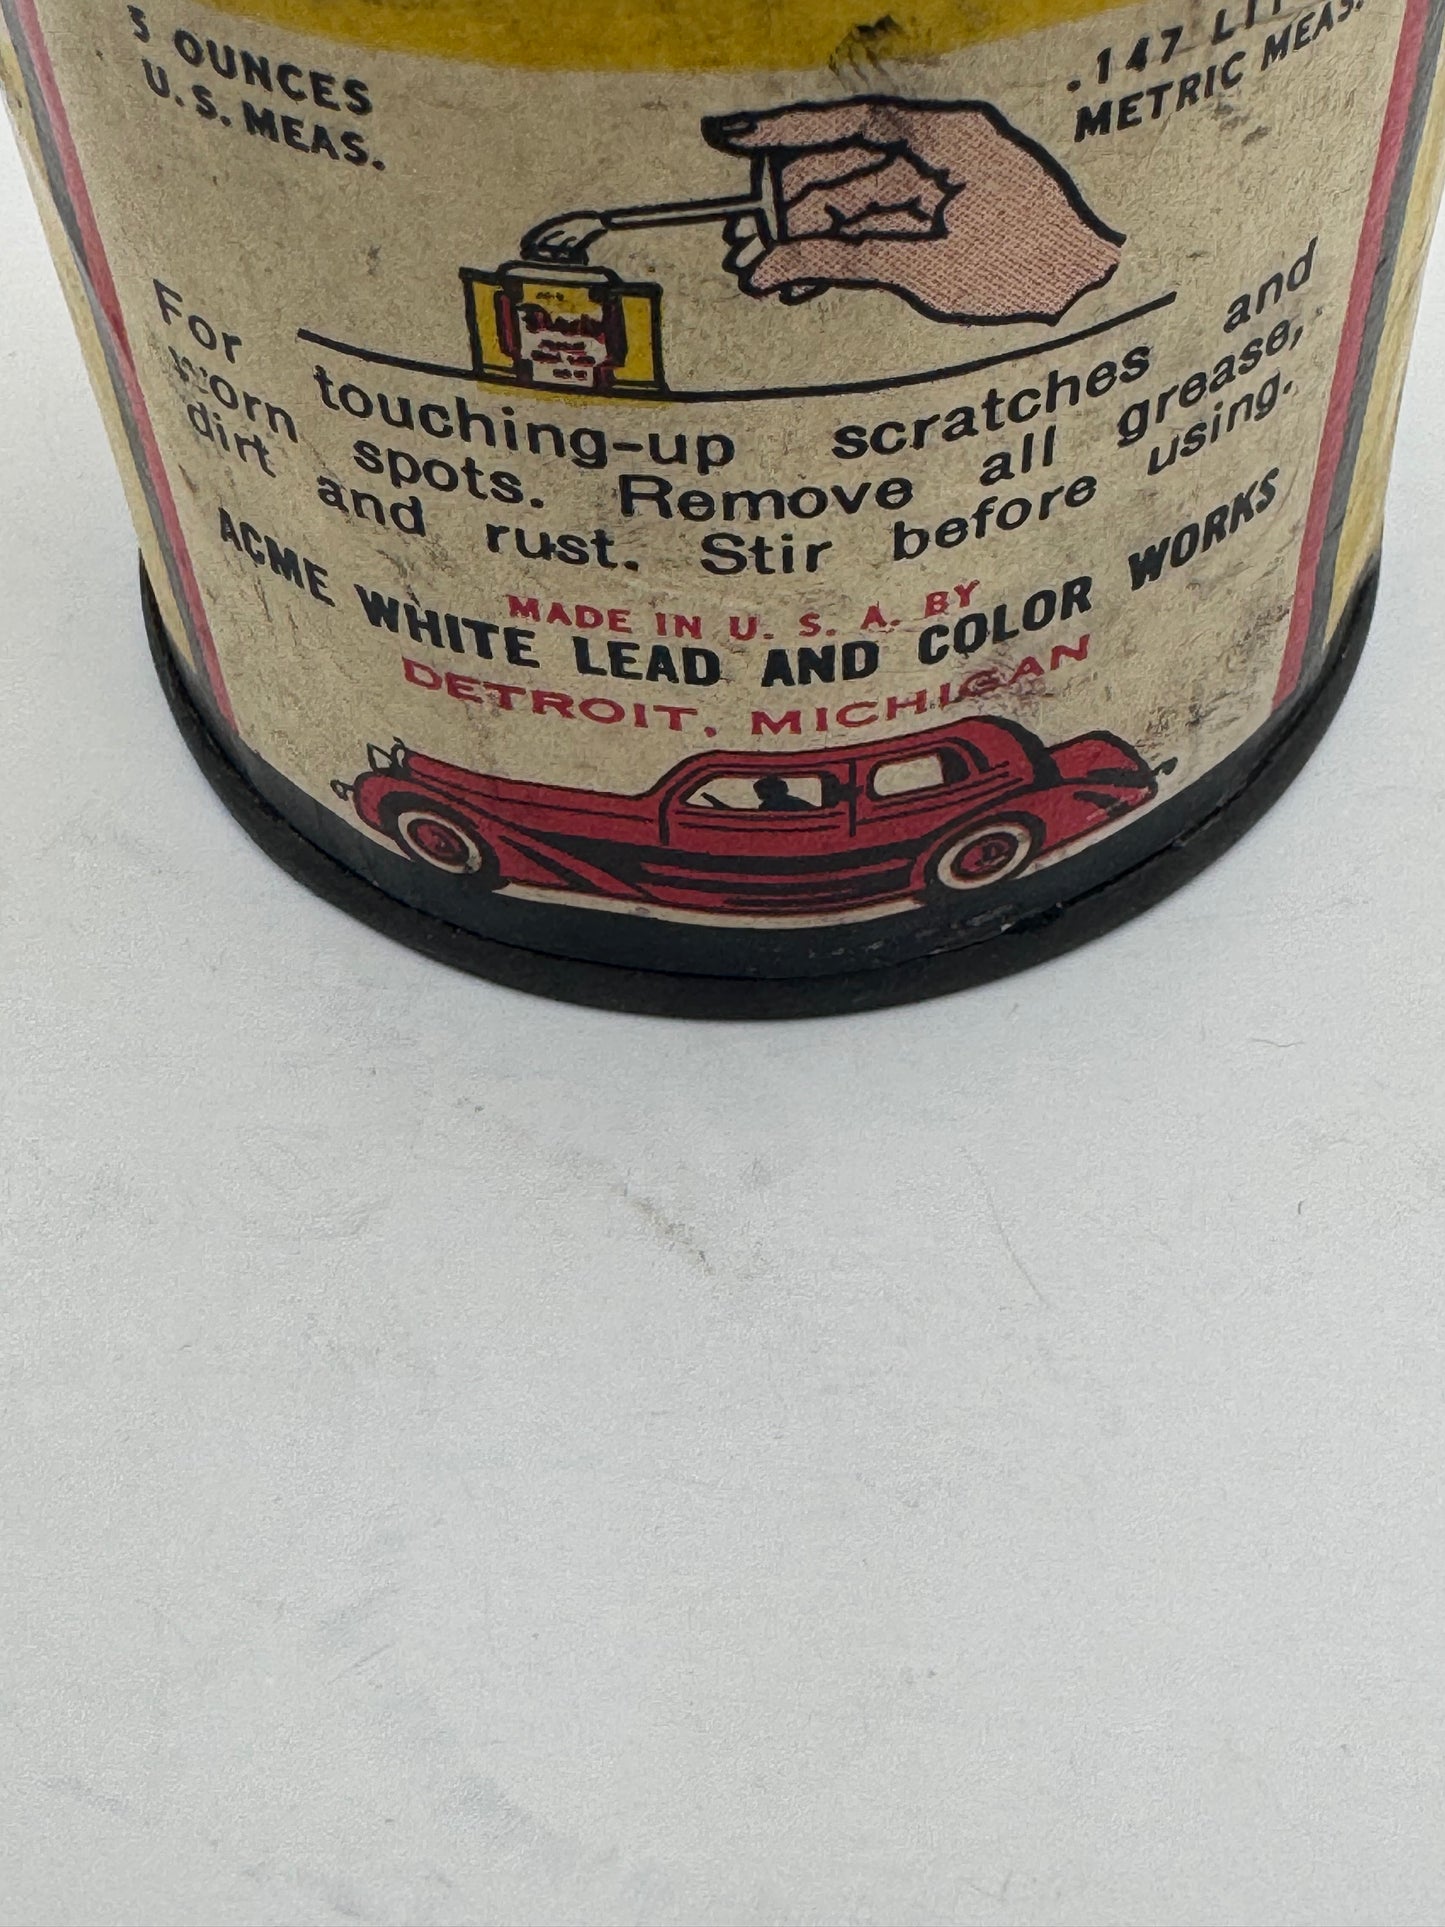 5 OUNCES
U.S. MEAS.
.147
METRIC MEAS.
For touching-up scratches and
worn spots. Remove all grease,
dirt and rust. Stir before using.
MADE IN U. S. A. BY
ACME WHITE LEAD AND COLOR WORKS
DETROIT, MICHIGAN